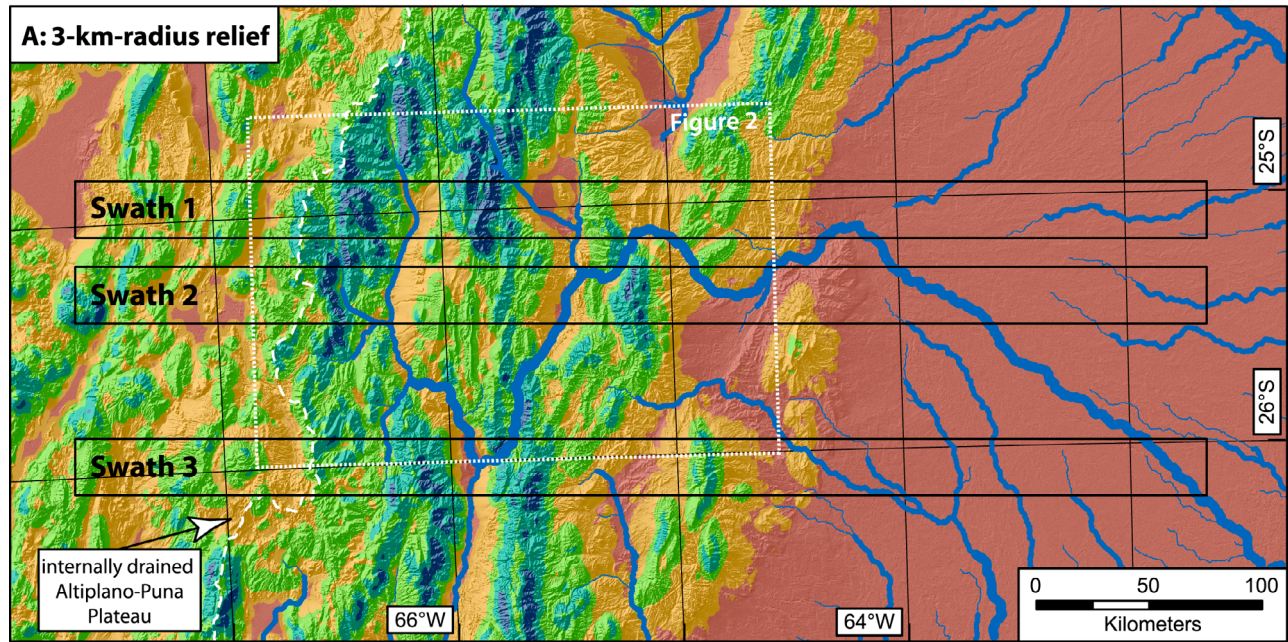 A: 3-km-radius relief
Figure 2
25°S
Swath 1
Swath 2
26°S
Swath 3
internally drained
Altiplano-Puna
Plateau
66°W
64°W
0 50 100
Kilometers